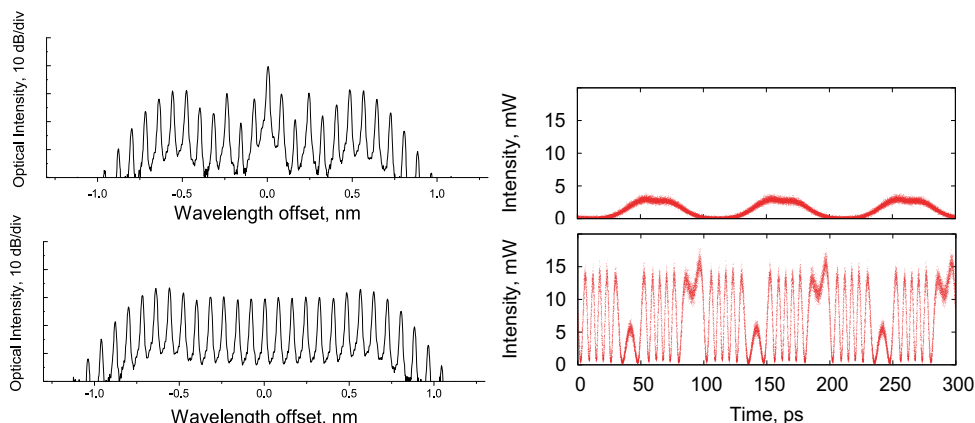 Optical Intensity, 10 dB/div
-1.0 -0.5 0.0 0.5 1.0
Wavelength offset, nm
Optical Intensity, 10 dB/div
-1.0 -0.5 0.0 0.5 1.0
Wavelength offset, nm
Intensity, mW
15
10
5
0
Intensity, mW
15
10
5
0
0 50 100 150 200 250 300
Time, ps